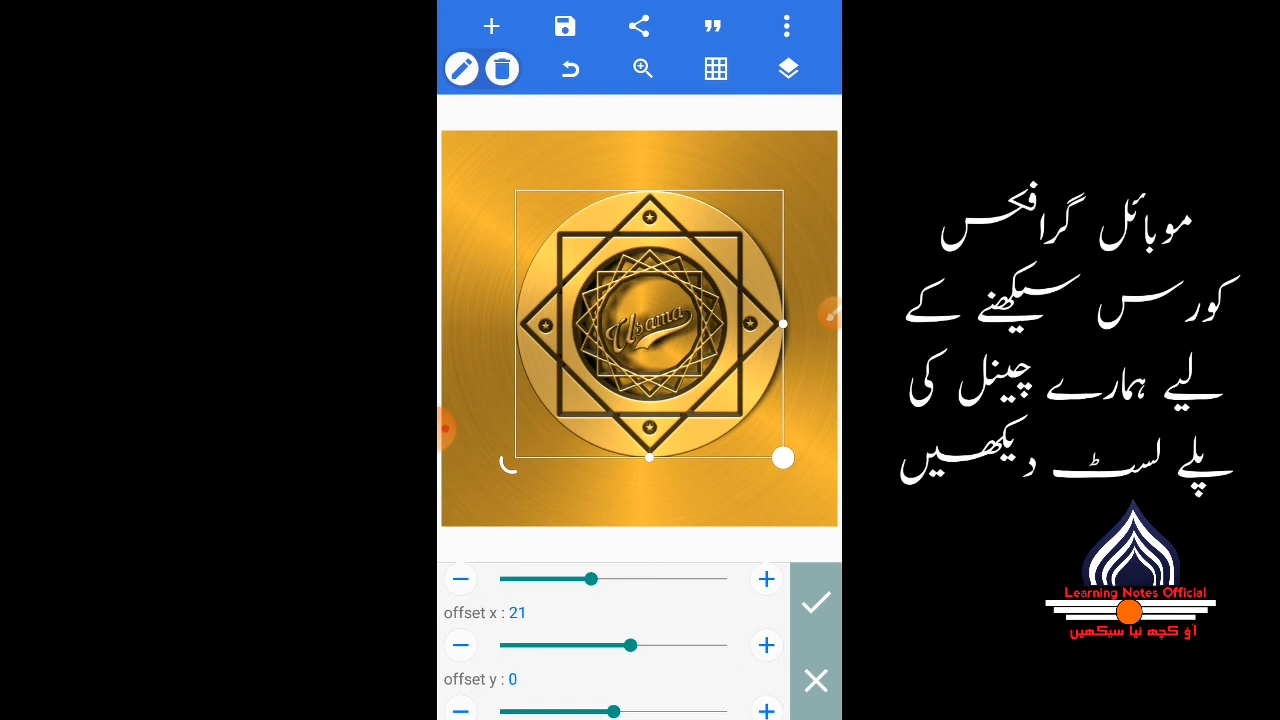 Usama
offset x : 21
offset y : 0
موبائل گرافکس
کورس سیکھنے کے
لیے ہمارے چینل کی
پلے لسٹ دیکھیں
Learning Notes Official
آؤ کچھ نیا سیکھیں